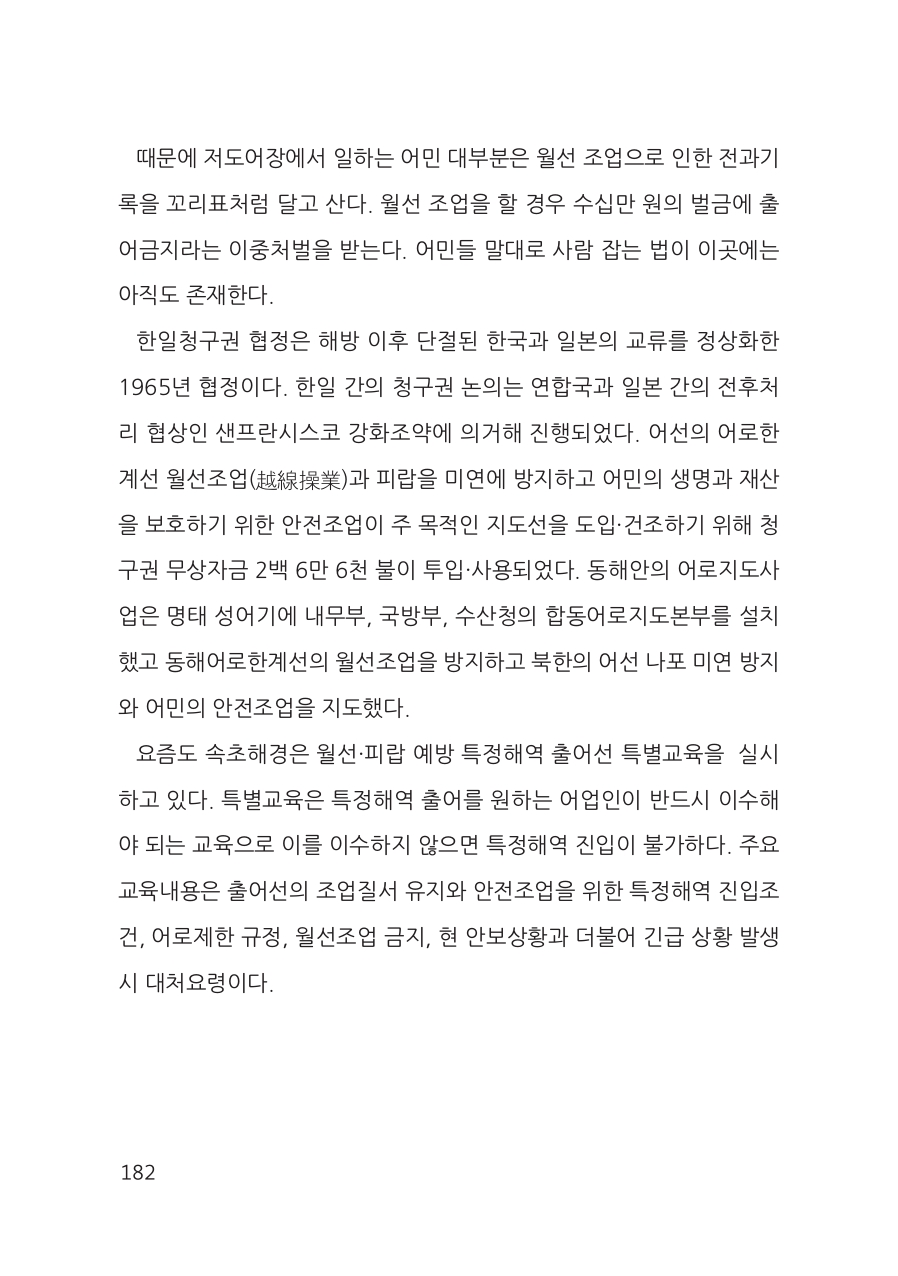 때문에 저도어장에서 일하는 어민 대부분은 월선 조업으로 인한 전과기
록을 꼬리표처럼 달고 산다. 월선 조업을 할 경우 수십만 원의 벌금에 출
어금지라는 이중처벌을 받는다. 어민들 말대로 사람 잡는 법이 이곳에는
아직도 존재한다.
한일청구권 협정은 해방 이후 단절된 한국과 일본의 교류를 정상화한
1965년 협정이다. 한일 간의 청구권 논의는 연합국과 일본 간의 전후처
리 협상인 샌프란시스코 강화조약에 의거해 진행되었다. 어선의 어로한
계선 월선조업(越線操業)과 피랍을 미연에 방지하고 어민의 생명과 재산
을 보호하기 위한 안전조업이 주 목적인 지도선을 도입·건조하기 위해 청
구권 무상자금 2백 6만 6천 불이 투입·사용되었다. 동해안의 어로지도사
업은 명태 성어기에 내무부, 국방부, 수산청의 합동어로지도본부를 설치
했고 동해어로한계선의 월선조업을 방지하고 북한의 어선 나포 미연 방지
와 어민의 안전조업을 지도했다.
요즘도 속초해경은 월선·피랍 예방 특정해역 출어선 특별교육을 실시
하고 있다. 특별교육은 특정해역 출어를 원하는 어업인이 반드시 이수해
야 되는 교육으로 이를 이수하지 않으면 특정해역 진입이 불가하다. 주요
교육내용은 출어선의 조업질서 유지와 안전조업을 위한 특정해역 진입조
건, 어로제한 규정, 월선조업 금지, 현 안보상황과 더불어 긴급 상황 발생
시 대처요령이다.
182